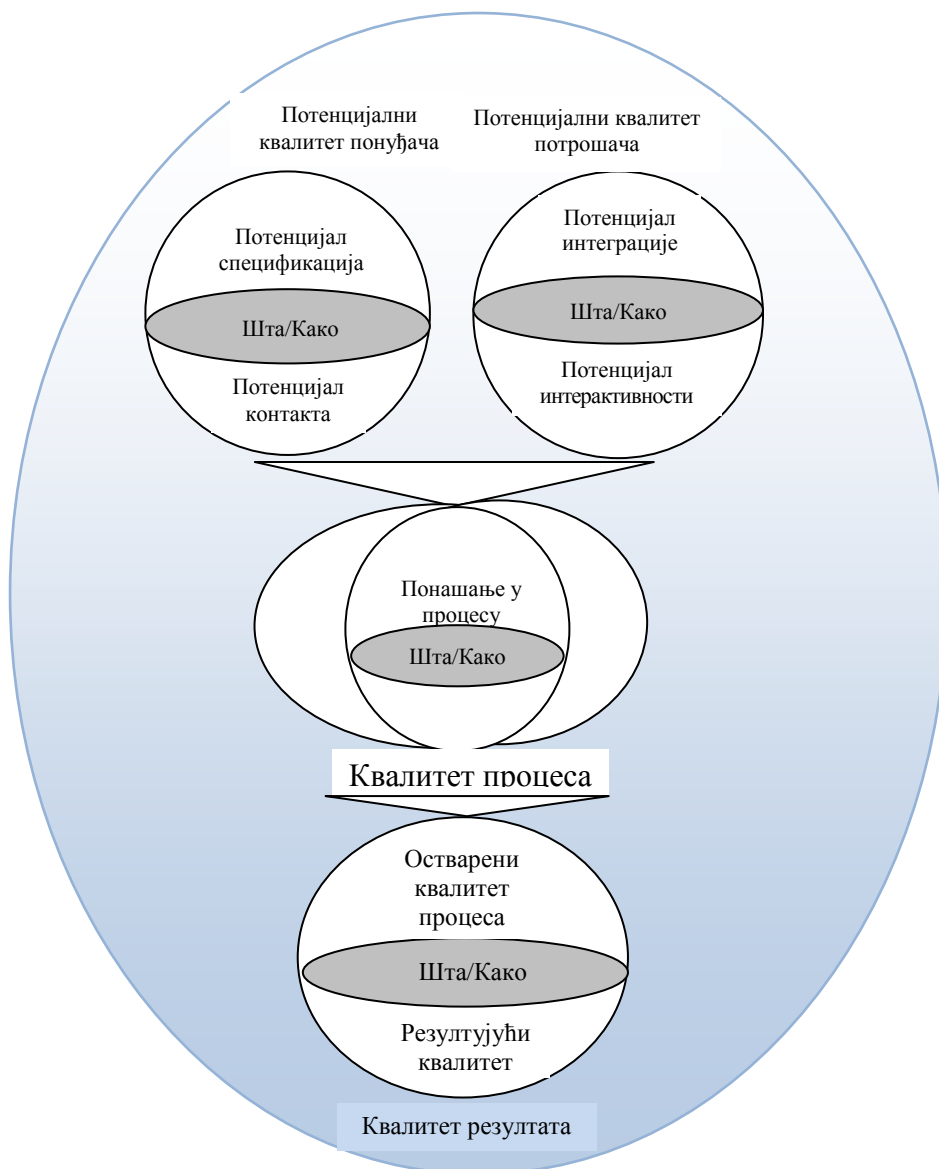 Потенцијални
квалитет понуђача
Потенцијални квалитет
потрошача
Потенцијал
спецификација
Шта/Како
Потенцијал
контакта
Потенцијал
интеграције
Шта/Како
Потенцијал
интерактивности
Понашање у
процесу
Шта/Како
Квалитет процеса
Остварени
квалитет
процеса
Шта/Како
Резултујући
квалитет
Квалитет резултата